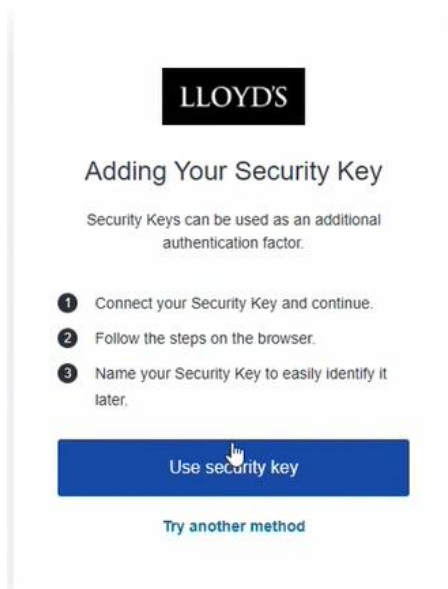 LLOYD'S
Adding Your Security Key
Security Keys can be used as an additional
authentication factor.
1 Connect your Security Key and continue.
2 Follow the steps on the browser.
3 Name your Security Key to easily identify it
later.
Use security key
Try another method